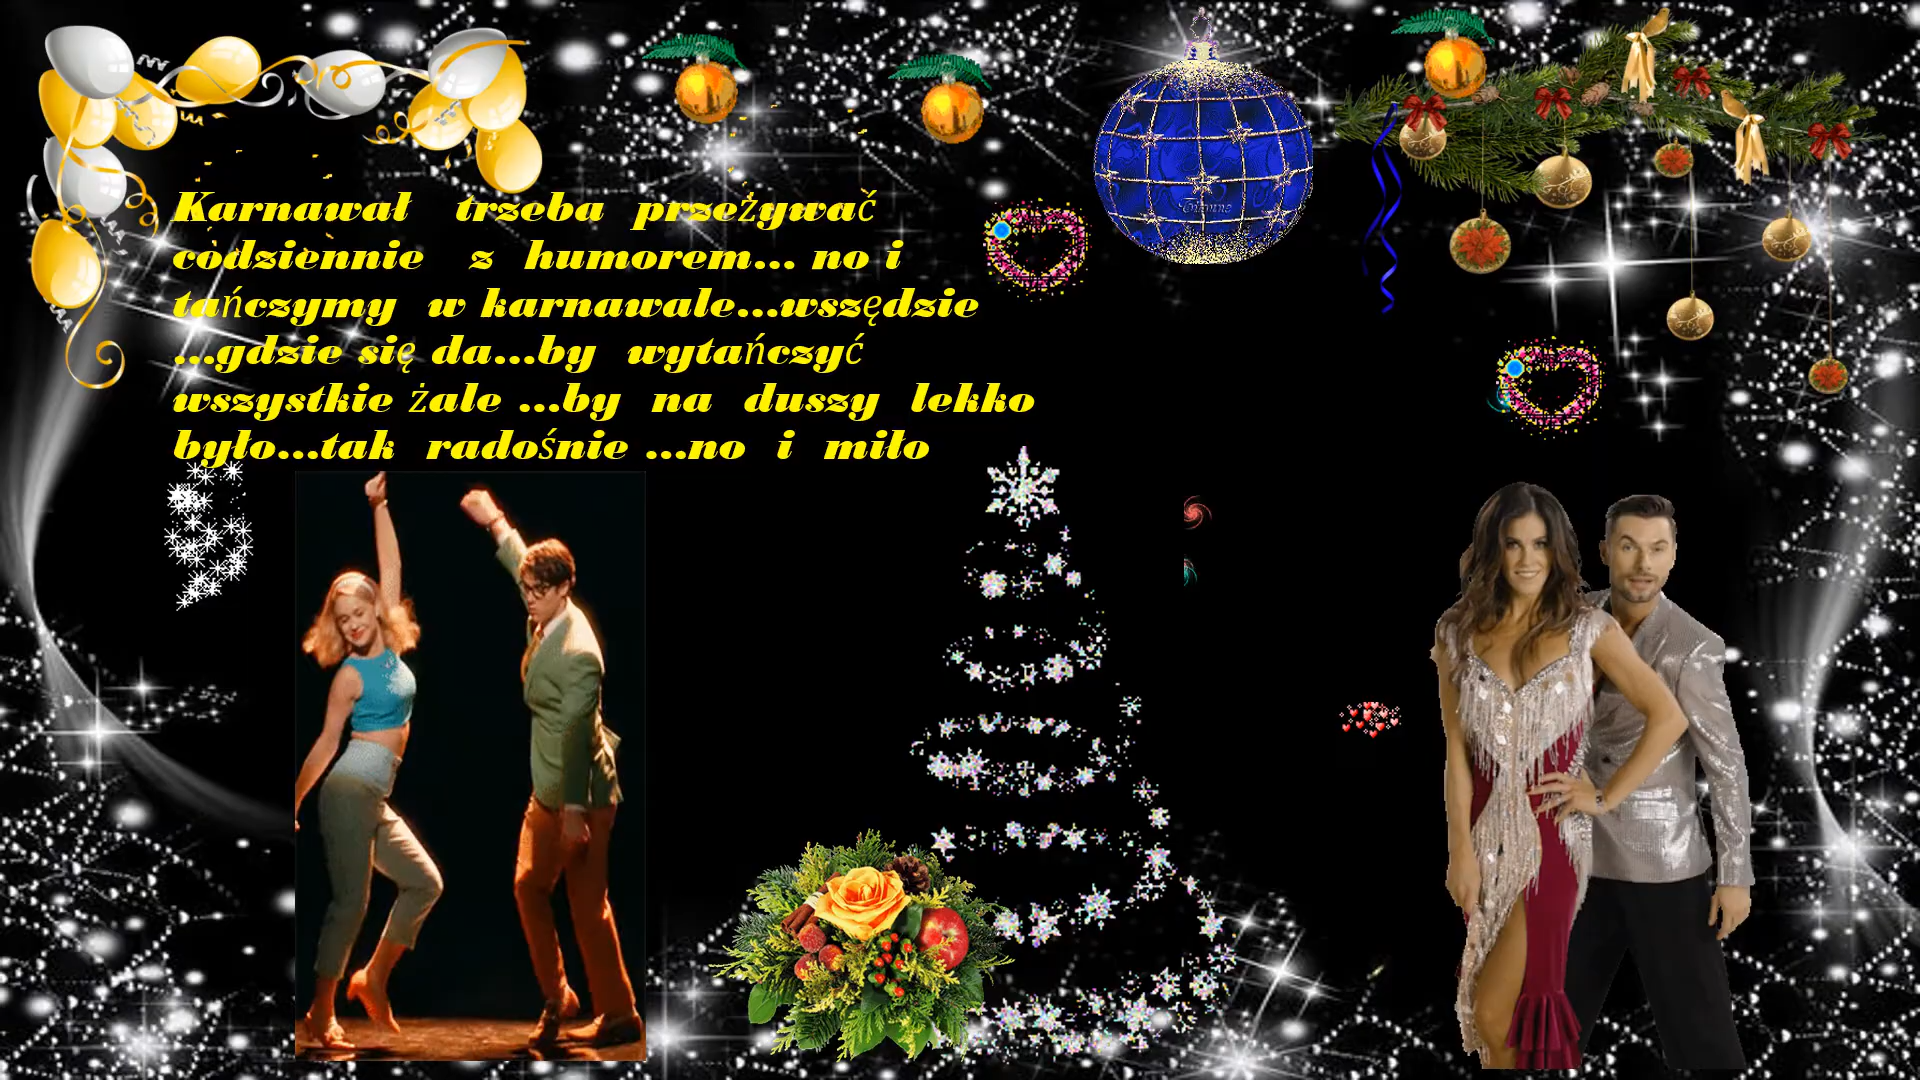 Karnawał trzeba przeżywać
codziennie z humorem... no i
tańczymy w karnawale...wszędzie
...gdzie się da...by wytańczyć
wszystkie żale ...by na duszy lekko
było...tak radośnie ...no i miło